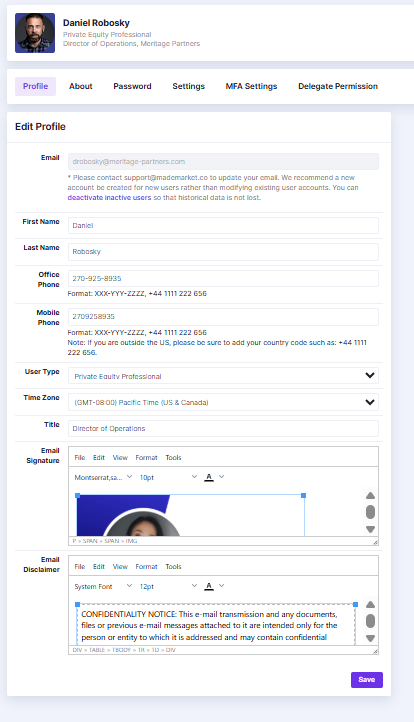 Daniel Robosky
Private Equity Professional
Director of Operations, Meritage Partners
Profile
About
Password
Settings
MFA Settings
Delegate Permission
Edit Profile
Email
drobosky@meritage-partners.com
* Please contact support@mademarket.co to update your email. We recommend a new
account be created for new users rather than modifying existing user accounts. You can
deactivate inactive users so that historical data is not lost.
First Name
Daniel
Last Name
Robosky
Office
Phone
270-925-8935
Format: XXX-YYY-ZZZZ, +44 1111 222 656
Mobile
Phone
2709258935
Format: XXX-YYY-ZZZZ, +44 1111 222 656
Note: If you are outside the US, please be sure to add your country code such as: +44 1111
222 656.
User Type
Private Equity Professional
Time Zone
(GMT-08:00) Pacific Time (US & Canada)
Title
Director of Operations
Email
Signature
File Edit View Format Tools
Montserrat,sa... 10pt A
P » SPAN » SPAN » IMG
Email
Disclaimer
File Edit View Format Tools
System Font 12pt A
CONFIDENTIALITY NOTICE: This e-mail transmission and any documents,
files or previous e-mail messages attached to it are intended only for the
person or entity to which it is addressed and may contain confidential
DIV » TABLE » TBODY » TR » TD » DIV
Save